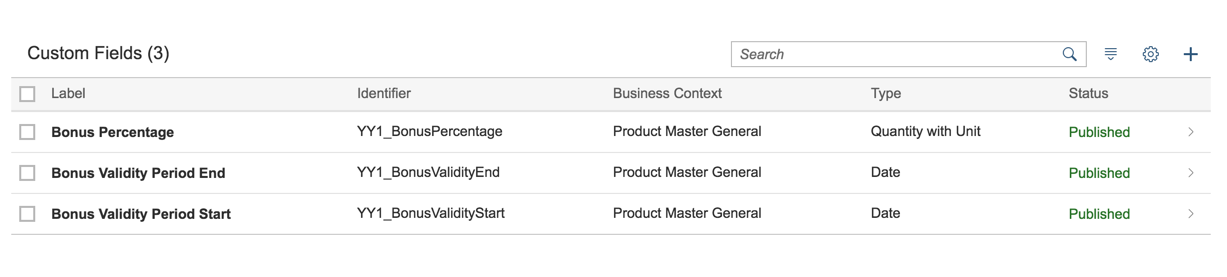 Custom Fields (3) Search
Label Identifier Business Context Type Status
Bonus Percentage YY1_BonusPercentage Product Master General Quantity with Unit Published
Bonus Validity Period End YY1_BonusValidityEnd Product Master General Date Published
Bonus Validity Period Start YY1_BonusValidityStart Product Master General Date Published